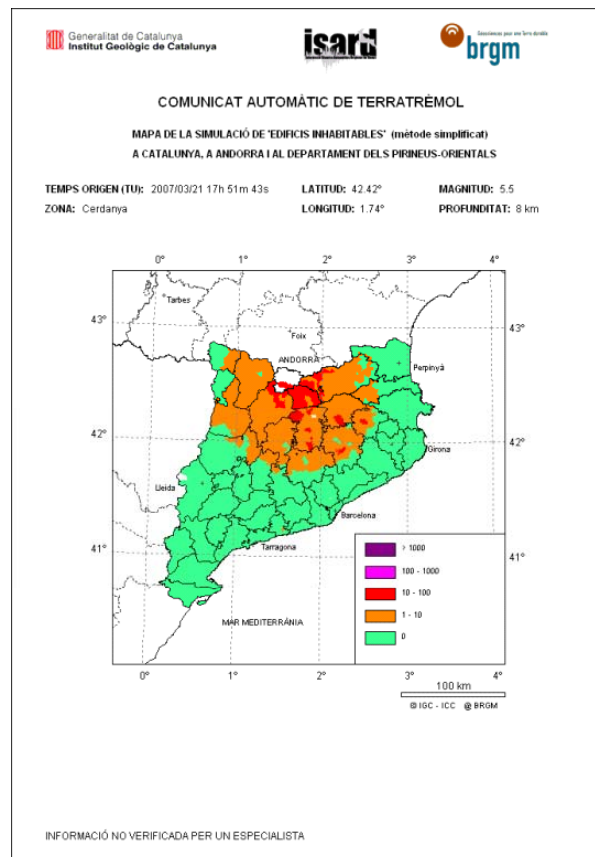 Generalitat de Catalunya
Institut Geològic de Catalunya
isard
Géosciences pour une Terre durable
brgm
COMUNICAT AUTOMÀTIC DE TERRATRÈMOL
MAPA DE LA SIMULACIÓ DE 'EDIFICIS INHABITABLES' (mètode simplificat)
A CATALUNYA, A ANDORRA I AL DEPARTAMENT DELS PIRINEUS-ORIENTALS
TEMPS ORIGEN (TU): 2007/03/21 17h 51m 43s LATITUD: 42.42° MAGNITUD: 5.5
ZONA: Cerdanya LONGITUD: 1.74° PROFUNDITAT: 8 km
0° 1° 2° 3° 4°
Tarbes
43° 43°
Foix
ANDORRA
Perpinyà
42° 42°
Girona
Lleida
Barcelona
Tarragona
41° 41°
> 1000
100 - 1000
10 - 100
1 - 10
0
MAR MEDITERRÀNIA
0° 1° 2° 3° 4°
100 km
© IGC - ICC @ BRGM
INFORMACIÓ NO VERIFICADA PER UN ESPECIALISTA